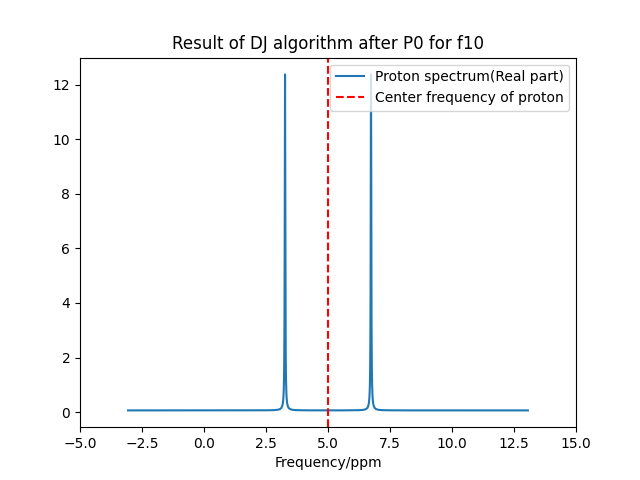 Result of DJ algorithm after P0 for f10
Proton spectrum(Real part)
Center frequency of proton
12
10
8
6
4
2
0
−5.0 −2.5 0.0 2.5 5.0 7.5 10.0 12.5 15.0
Frequency/ppm